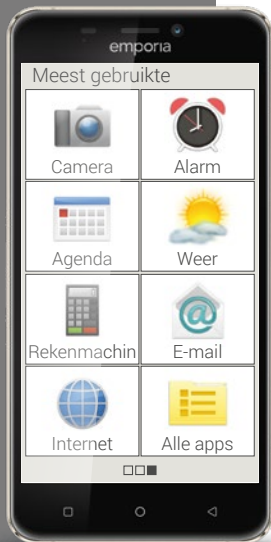 emporia
Meest gebruikte
Camera
Alarm
Agenda
Weer
Rekenmachin
E-mail
Internet
Alle apps